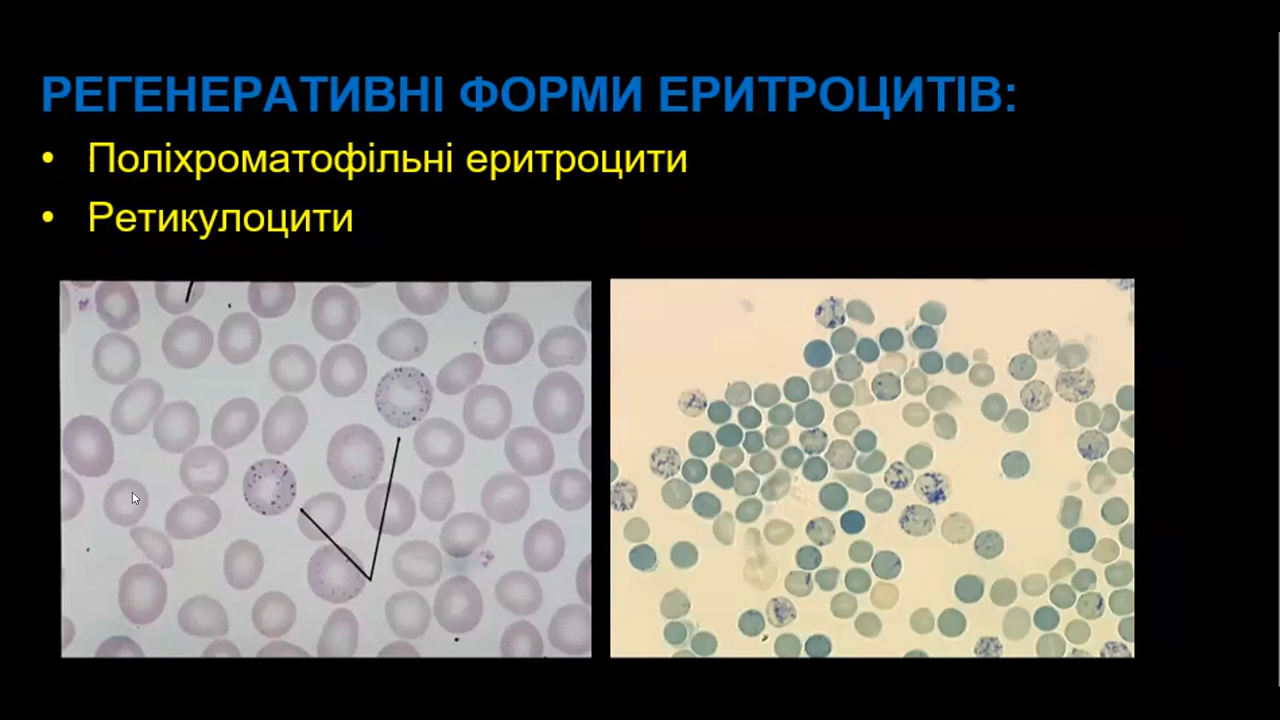 РЕГЕНЕРАТИВНІ ФОРМИ ЕРИТРОЦИТІВ:
• Поліхроматофільні еритроцити
• Ретикулоцити